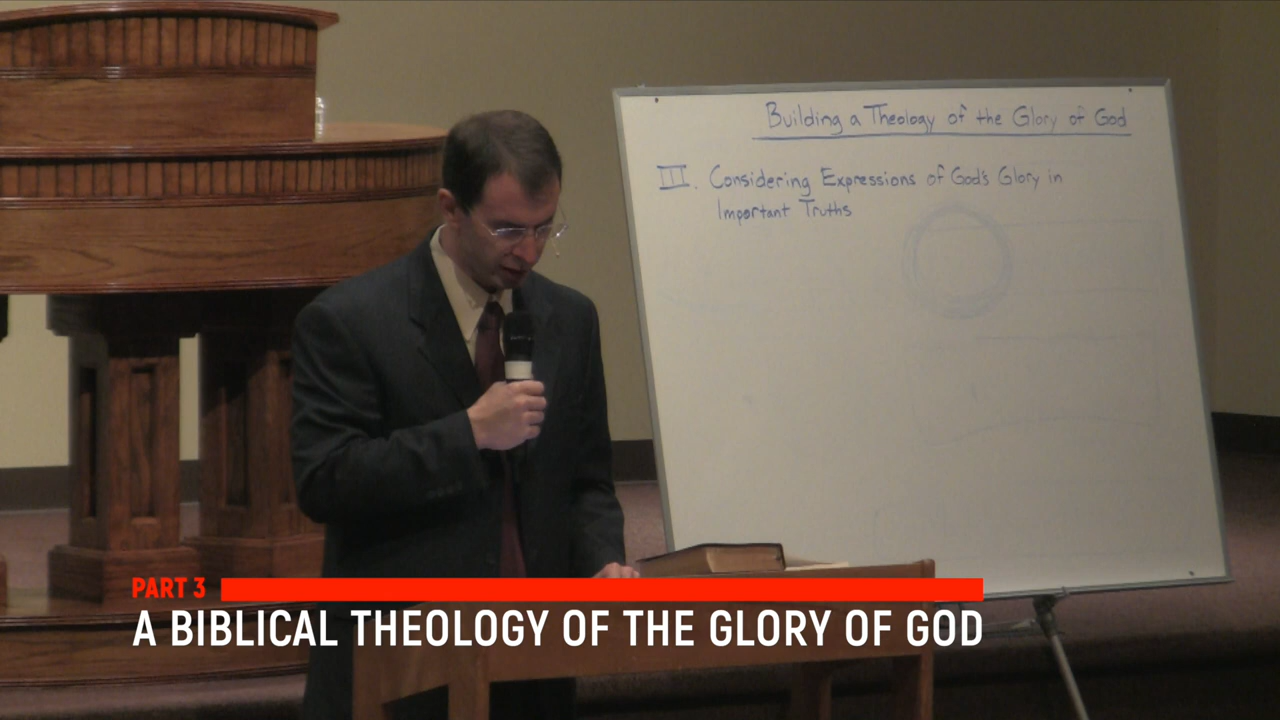 Building a Theology of the Glory of God
III. Considering Expressions of God's Glory in
Important Truths
PART 3
A BIBLICAL THEOLOGY OF THE GLORY OF GOD